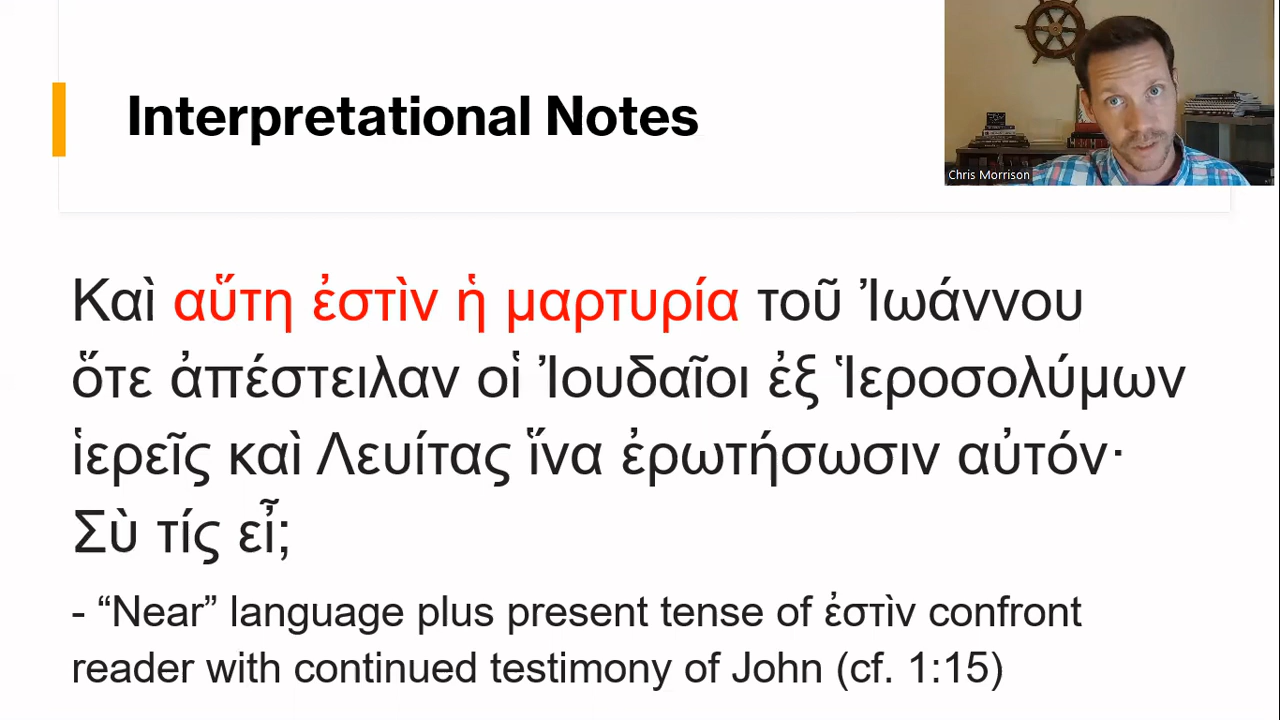 Interpretational Notes
Chris Morrison
Καὶ αὕτη ἐστὶν ἡ μαρτυρία τοῦ Ἰωάννου
ὅτε ἀπέστειλαν οἱ Ἰουδαῖοι ἐξ Ἱεροσολύμων
ἱερεῖς καὶ Λευίτας ἵνα ἐρωτήσωσιν αὐτόν·
Σὺ τίς εἶ;
- “Near” language plus present tense of ἐστὶν confront
reader with continued testimony of John (cf. 1:15)